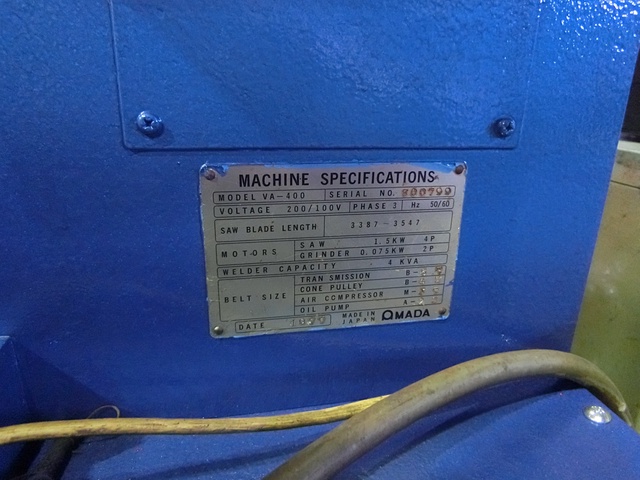 MACHINE SPECIFICATIONS
MODEL VA-400 SERIAL NO.
VOLTAGE 200/100V PHASE 3 Hz 50/60
SAW BLADE LENGTH 3387-3547
MOTORS SAW 1.5KW 4P
GRINDER 0.075KW 2P
WELDER CAPACITY 4 KVA
BELT SIZE TRANSMISSION B-
CONE PULLEY B-
AIR COMPRESSOR M-
OIL PUMP A-
DATE MADE IN JAPAN AMADA